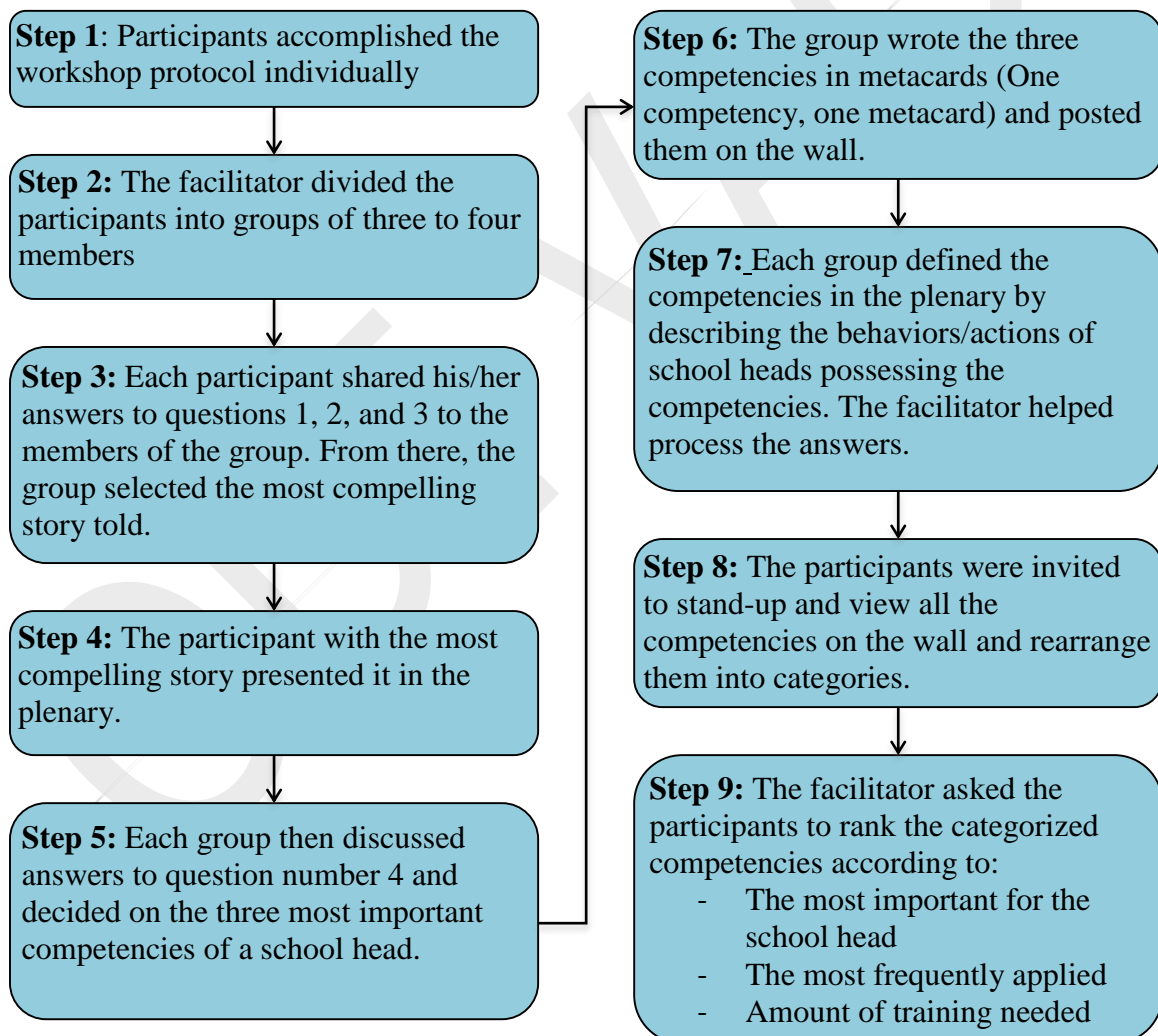 Step 1: Participants accomplished the
workshop protocol individually
Step 2: The facilitator divided the
participants into groups of three to four
members
Step 3: Each participant shared his/her
answers to questions 1, 2, and 3 to the
members of the group. From there, the
group selected the most compelling
story told.
Step 4: The participant with the most
compelling story presented it in the
plenary.
Step 5: Each group then discussed
answers to question number 4 and
decided on the three most important
competencies of a school head.
Step 6: The group wrote the three
competencies in metacards (One
competency, one metacard) and posted
them on the wall.
Step 7: Each group defined the
competencies in the plenary by
describing the behaviors/actions of
school heads possessing the
competencies. The facilitator helped
process the answers.
Step 8: The participants were invited
to stand-up and view all the
competencies on the wall and rearrange
them into categories.
Step 9: The facilitator asked the
participants to rank the categorized
competencies according to:
- The most important for the
school head
- The most frequently applied
- Amount of training needed